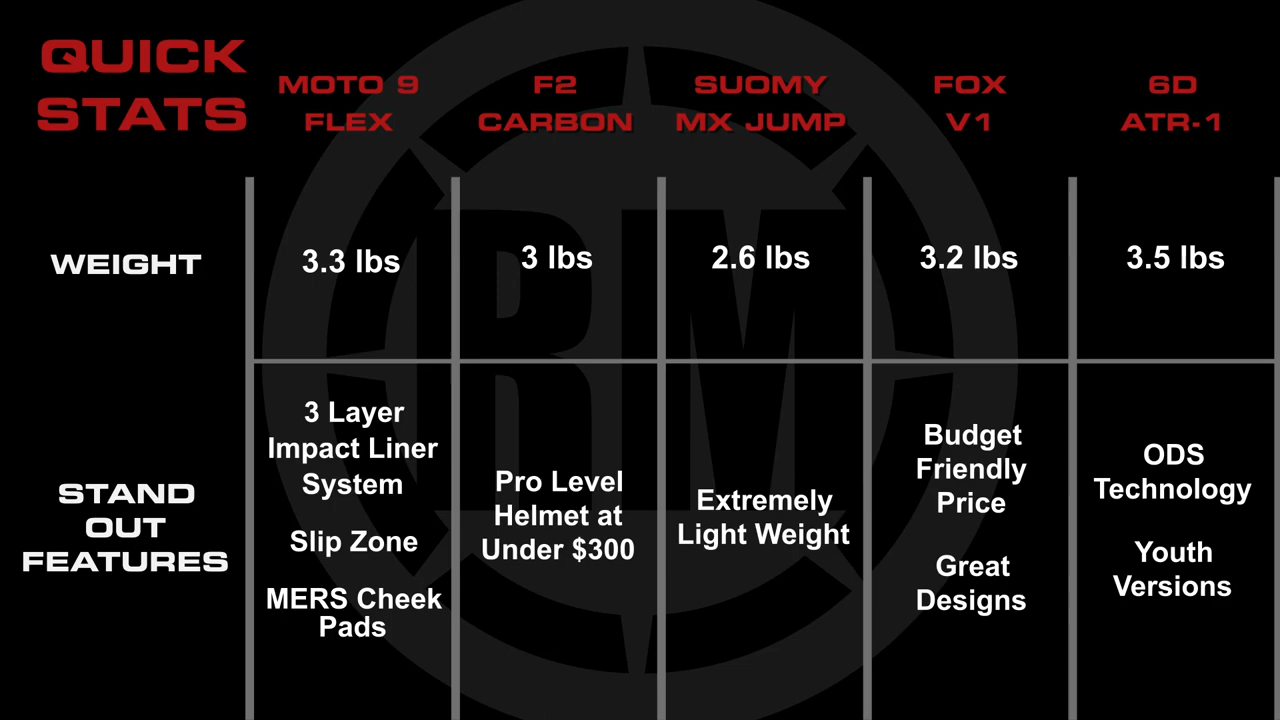 QUICK
STATS
MOTO 9
FLEX
F2
CARBON
SUOMY
MX JUMP
FOX
V1
6D
ATR-1
WEIGHT
3.3 lbs
3 lbs
2.6 lbs
3.2 lbs
3.5 lbs
STAND
OUT
FEATURES
3 Layer
Impact Liner
System
Slip Zone
MERS Cheek
Pads
Pro Level
Helmet at
Under $300
Extremely
Light Weight
Budget
Friendly
Price
Great
Designs
ODS
Technology
Youth
Versions
RM